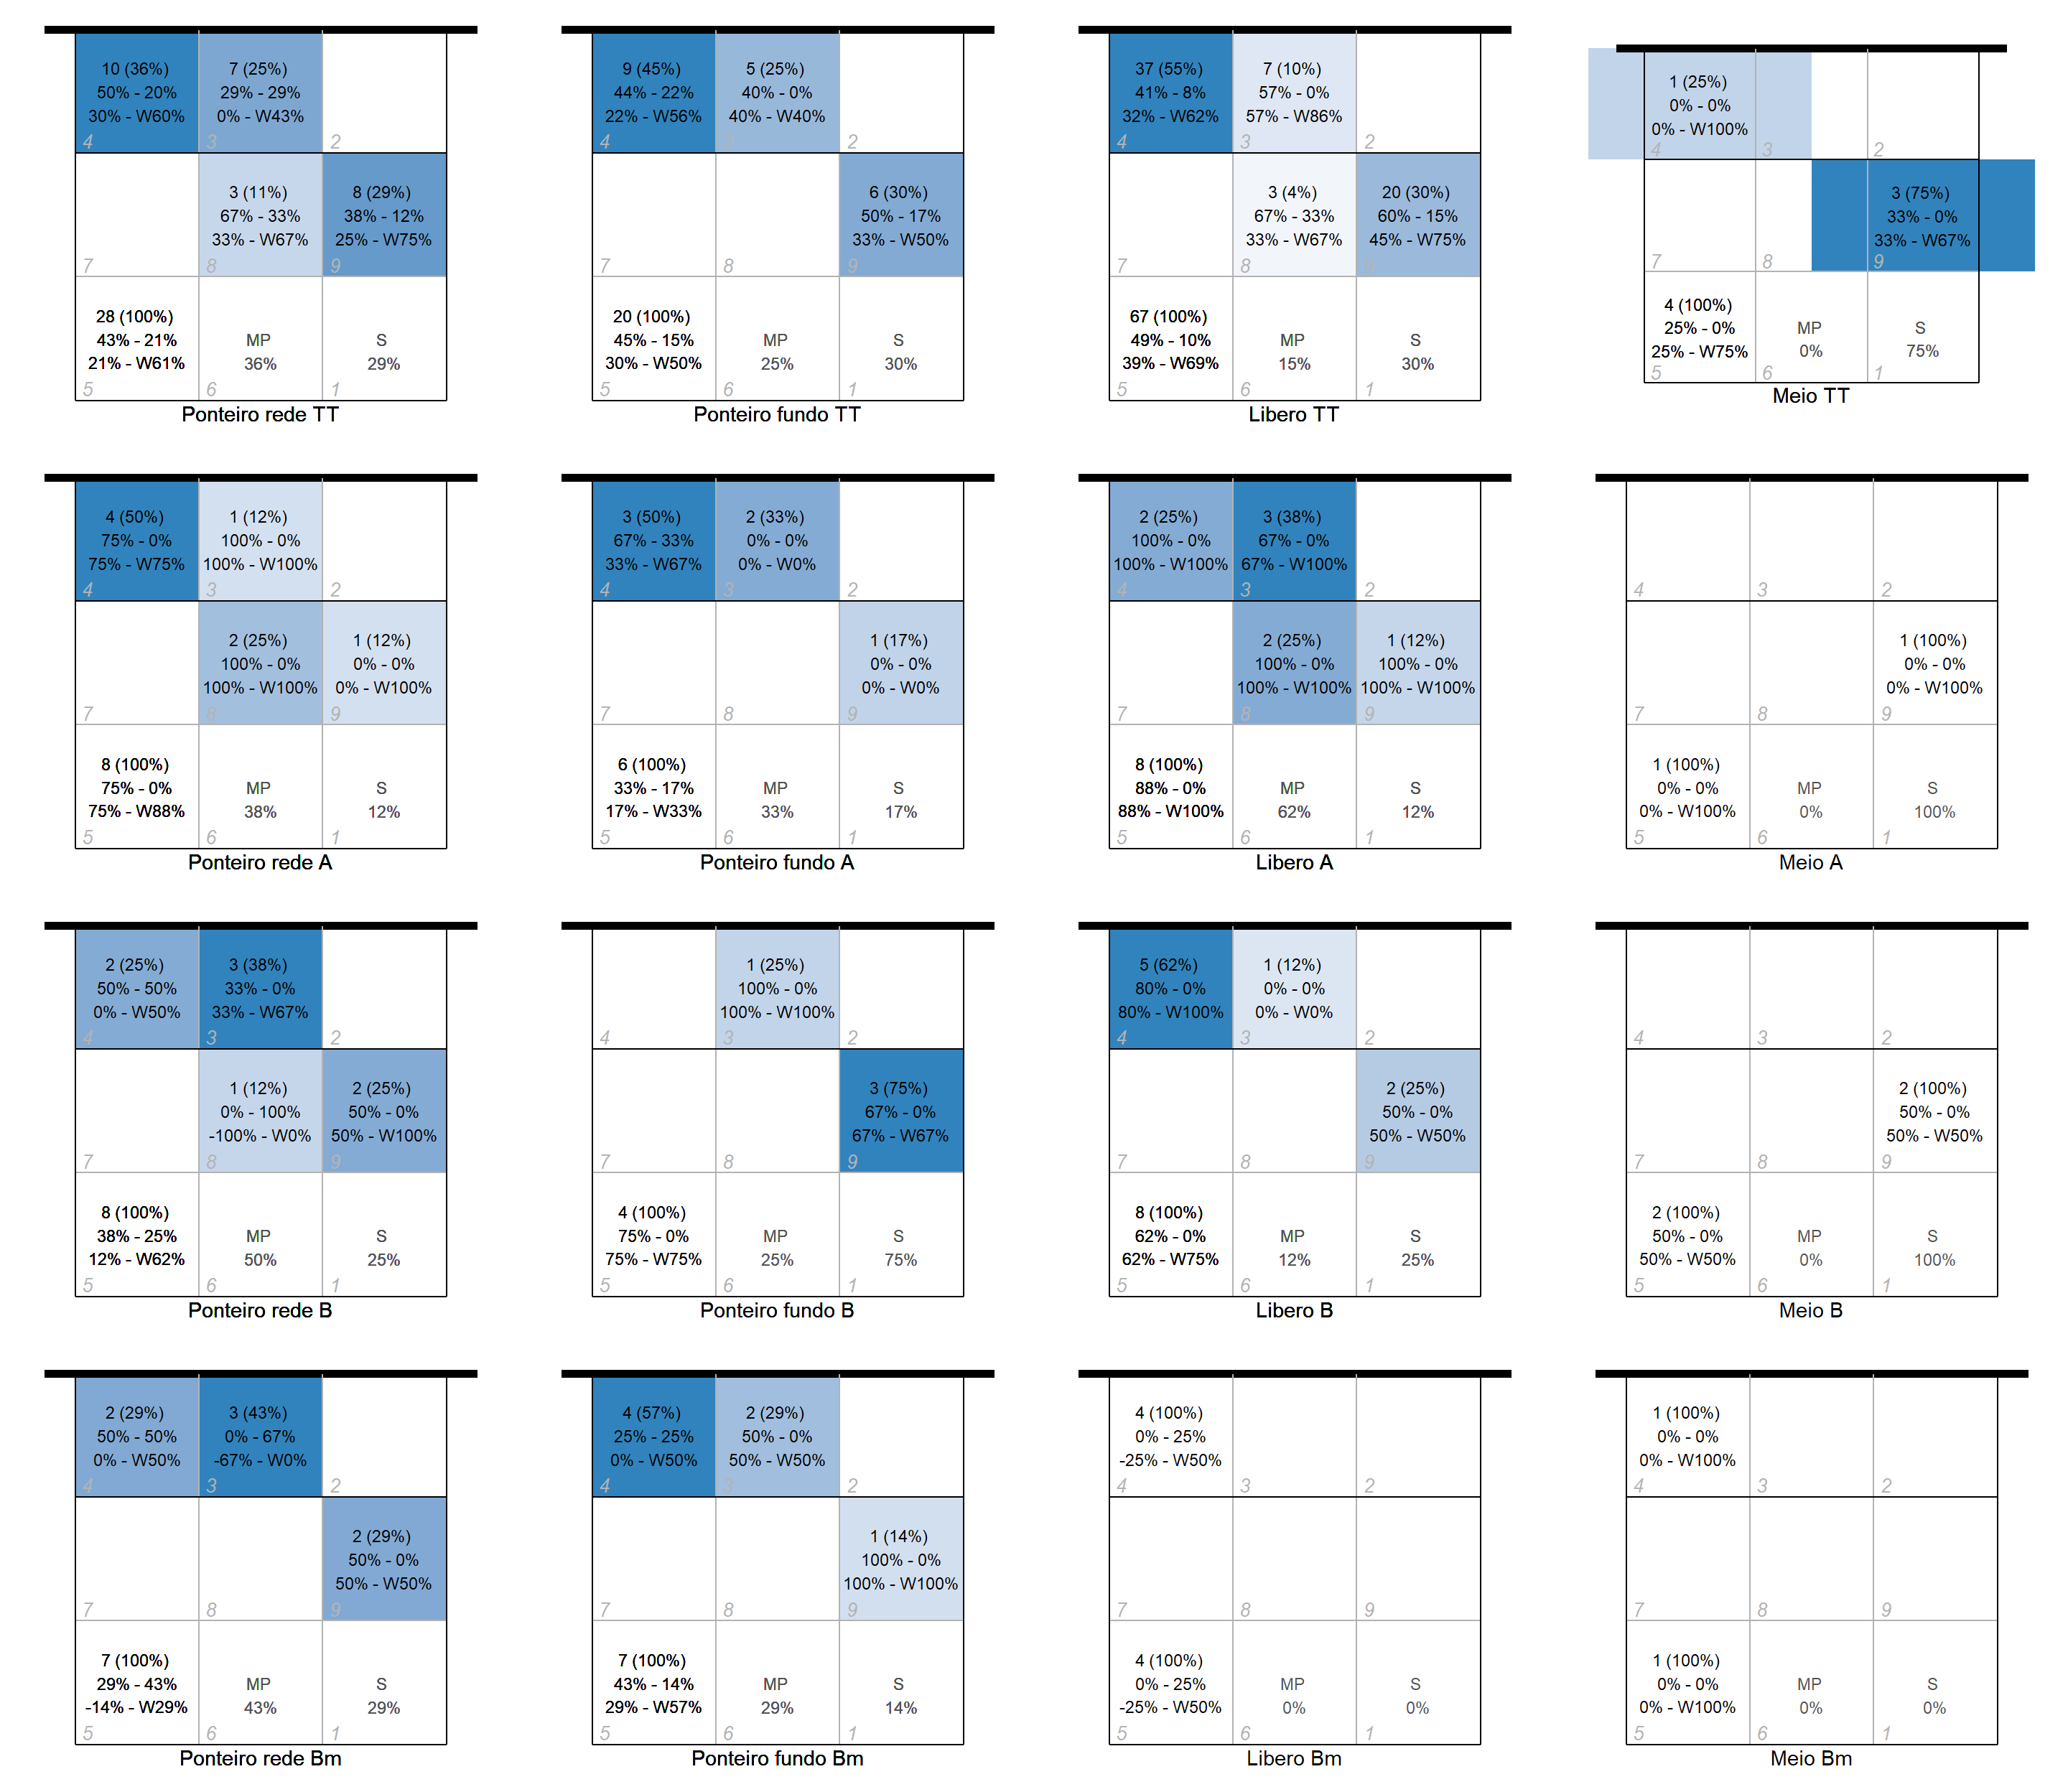 10 (36%)
50% - 20%
30% - W60%
4
7 (25%)
29% - 29%
0% - W43%
3
2
7
3 (11%)
67% - 33%
33% - W67%
8
8 (29%)
38% - 12%
25% - W75%
9
28 (100%)
43% - 21%
21% - W61%
5
MP
36%
6
S
29%
1
Ponteiro rede TT
9 (45%)
44% - 22%
22% - W56%
4
5 (25%)
40% - 0%
40% - W40%
3
2
7
8
6 (30%)
50% - 17%
33% - W50%
9
20 (100%)
45% - 15%
30% - W50%
5
MP
25%
6
S
30%
1
Ponteiro fundo TT
37 (55%)
41% - 8%
32% - W62%
4
7 (10%)
57% - 0%
57% - W86%
3
2
7
3 (4%)
67% - 33%
33% - W67%
8
20 (30%)
60% - 15%
45% - W75%
9
67 (100%)
49% - 10%
39% - W69%
5
MP
15%
6
S
30%
1
Libero TT
1 (25%)
0% - 0%
0% - W100%
4
3
2
7
8
3 (75%)
33% - 0%
33% - W67%
9
4 (100%)
25% - 0%
25% - W75%
5
MP
0%
6
S
75%
1
Meio TT
4 (50%)
75% - 0%
75% - W75%
4
1 (12%)
100% - 0%
100% - W100%
3
2
7
2 (25%)
100% - 0%
100% - W100%
8
1 (12%)
0% - 0%
0% - W100%
9
8 (100%)
75% - 0%
75% - W88%
5
MP
38%
6
S
12%
1
Ponteiro rede A
3 (50%)
67% - 33%
33% - W67%
4
2 (33%)
0% - 0%
0% - W0%
3
2
7
8
1 (17%)
0% - 0%
0% - W0%
9
6 (100%)
33% - 17%
17% - W33%
5
MP
33%
6
S
17%
1
Ponteiro fundo A
2 (25%)
100% - 0%
100% - W100%
4
3 (38%)
67% - 0%
67% - W100%
3
2
7
2 (25%)
100% - 0%
100% - W100%
8
1 (12%)
100% - 0%
100% - W100%
9
8 (100%)
88% - 0%
88% - W100%
5
MP
62%
6
S
12%
1
Libero A
4
3
2
7
8
1 (100%)
0% - 0%
0% - W100%
9
1 (100%)
0% - 0%
0% - W100%
5
MP
0%
6
S
100%
1
Meio A
2 (25%)
50% - 50%
0% - W50%
4
3 (38%)
33% - 0%
33% - W67%
3
2
7
1 (12%)
0% - 100%
-100% - W0%
8
2 (25%)
50% - 0%
50% - W100%
9
8 (100%)
38% - 25%
12% - W62%
5
MP
50%
6
S
25%
1
Ponteiro rede B
4
1 (25%)
100% - 0%
100% - W100%
3
2
7
8
3 (75%)
67% - 0%
67% - W67%
9
4 (100%)
75% - 0%
75% - W75%
5
MP
25%
6
S
75%
1
Ponteiro fundo B
5 (62%)
80% - 0%
80% - W100%
4
1 (12%)
0% - 0%
0% - W0%
3
2
7
8
2 (25%)
50% - 0%
50% - W50%
9
8 (100%)
62% - 0%
62% - W75%
5
MP
12%
6
S
25%
1
Libero B
4
3
2
7
8
2 (100%)
50% - 0%
50% - W50%
9
2 (100%)
50% - 0%
50% - W50%
5
MP
0%
6
S
100%
1
Meio B
2 (29%)
50% - 50%
0% - W50%
4
3 (43%)
0% - 67%
-67% - W0%
3
2
7
8
2 (29%)
50% - 0%
50% - W50%
9
7 (100%)
29% - 43%
-14% - W29%
5
MP
43%
6
S
29%
1
Ponteiro rede Bm
4 (57%)
25% - 25%
0% - W50%
4
2 (29%)
50% - 0%
50% - W50%
3
2
7
8
1 (14%)
100% - 0%
100% - W100%
9
7 (100%)
43% - 14%
29% - W57%
5
MP
29%
6
S
14%
1
Ponteiro fundo Bm
4 (100%)
0% - 25%
-25% - W50%
4
3
2
7
8
9
4 (100%)
0% - 25%
-25% - W50%
5
MP
0%
6
S
0%
1
Libero Bm
1 (100%)
0% - 0%
0% - W100%
4
3
2
7
8
9
1 (100%)
0% - 0%
0% - W100%
5
MP
0%
6
S
0%
1
Meio Bm